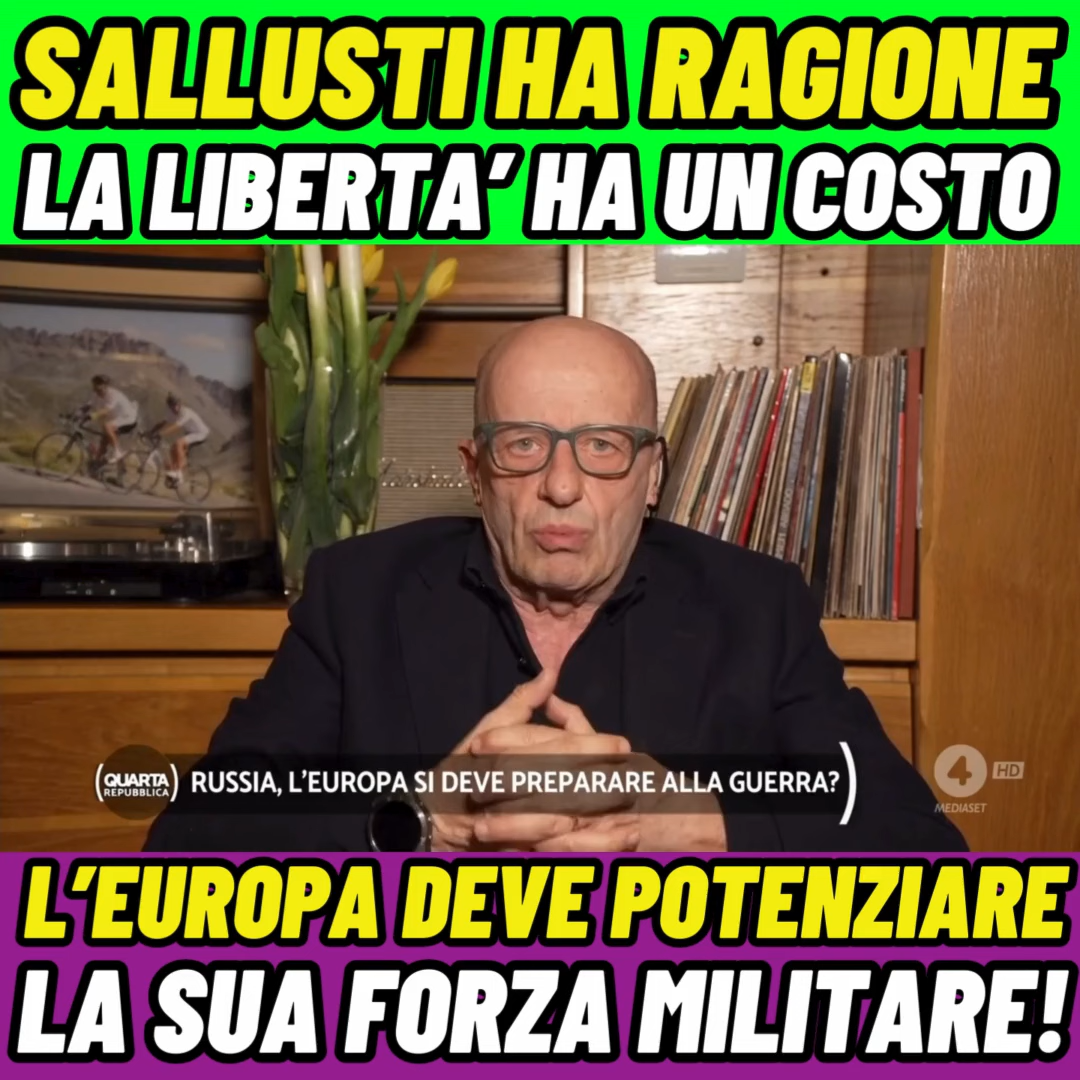 SALLUSTI HA RAGIONE
LA LIBERTA' HA UN COSTO
(QUARTA REPUBBLICA) RUSSIA, L'EUROPA SI DEVE PREPARARE ALLA GUERRA?)
4 HD
MEDIASET
L'EUROPA DEVE POTENZIARE
LA SUA FORZA MILITARE!